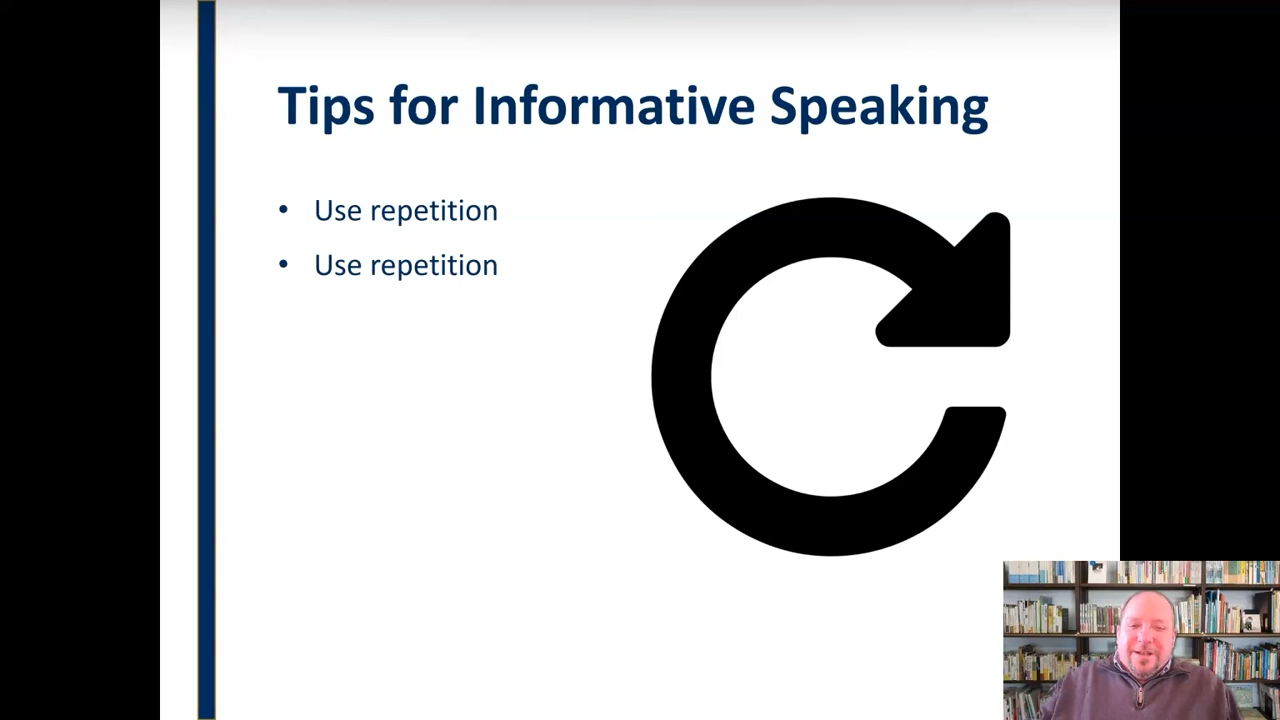 Tips for Informative Speaking
• Use repetition
• Use repetition